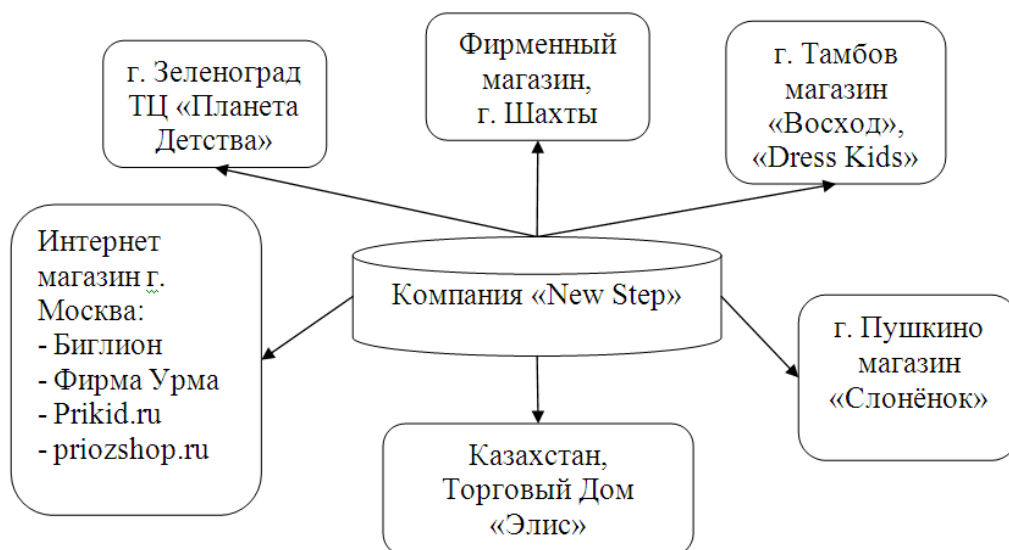 г. Зеленоград
ТЦ «Планета
Детства»
Фирменный
магазин,
г. Шахты
г. Тамбов
магазин
«Восход»,
«Dress Kids»
Интернет
магазин г.
Москва:
- Биглион
- Фирма Урма
- Prikid.ru
- priozshop.ru
Компания «New Step»
г. Пушкино
магазин
«Слонёнок»
Казахстан,
Торговый Дом
«Элис»